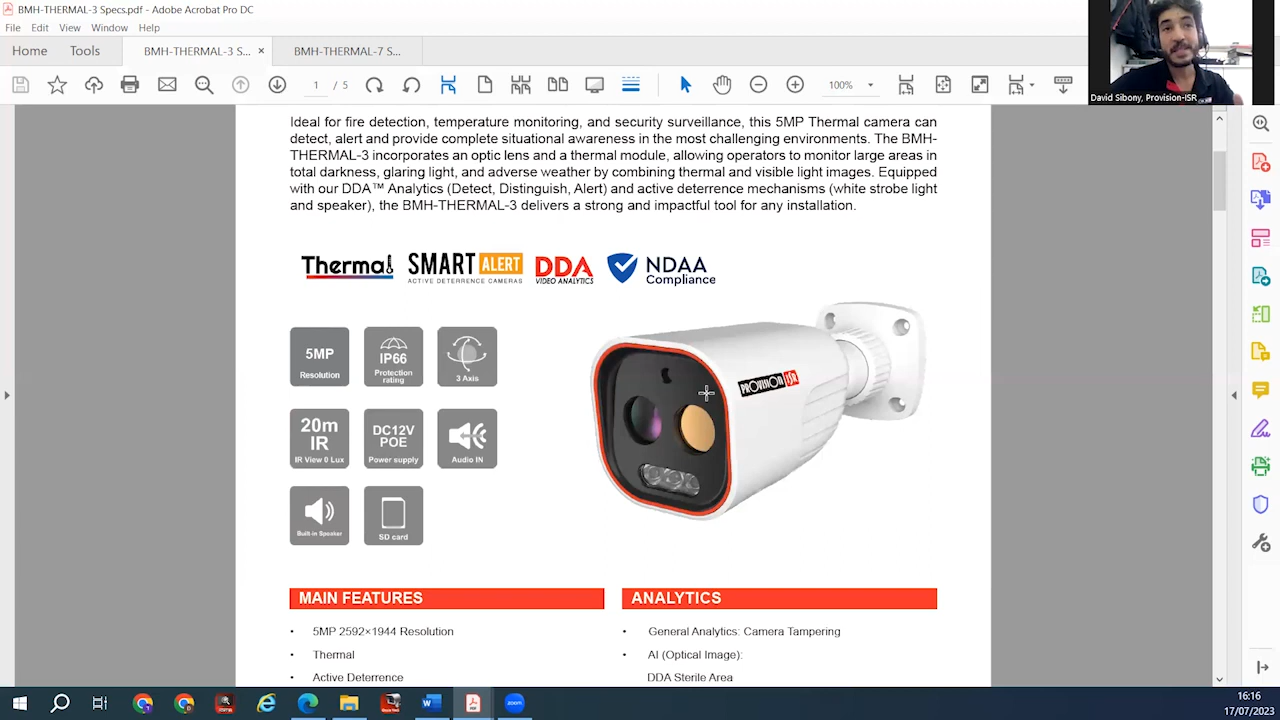 BMH-THERMAL-3 Specs.pdf - Adobe Acrobat Pro DC
File Edit View Window Help
Home Tools BMH-THERMAL-3 S... × BMH-THERMAL-7 S...
1 / 5 100%
David Sibony, Provision-ISR
Ideal for fire detection, temperature monitoring, and security surveillance, this 5MP Thermal camera can
detect, alert and provide complete situational awareness in the most challenging environments. The BMH-
THERMAL-3 incorporates an optic lens and a thermal module, allowing operators to monitor large areas in
total darkness, glaring light, and adverse weather by combining thermal and visible light images. Equipped
with our DDA™ Analytics (Detect, Distinguish, Alert) and active deterrence mechanisms (white strobe light
and speaker), the BMH-THERMAL-3 delivers a strong and impactful tool for any installation.
Thermal
SMART ALERT
ACTIVE DETERRENCE CAMERAS
DDA
VIDEO ANALYTICS
NDAA
Compliance
5MP
Resolution
IP66
Protection
rating
3 Axis
20m
IR
IR View 0 Lux
DC12V
POE
Power supply
Audio IN
Built-in Speaker
SD card
PROVISION ISR
MAIN FEATURES
• 5MP 2592×1944 Resolution
• Thermal
• Active Deterrence
ANALYTICS
• General Analytics: Camera Tampering
• AI (Optical Image):
DDA Sterile Area
zoom
16:16
17/07/2023